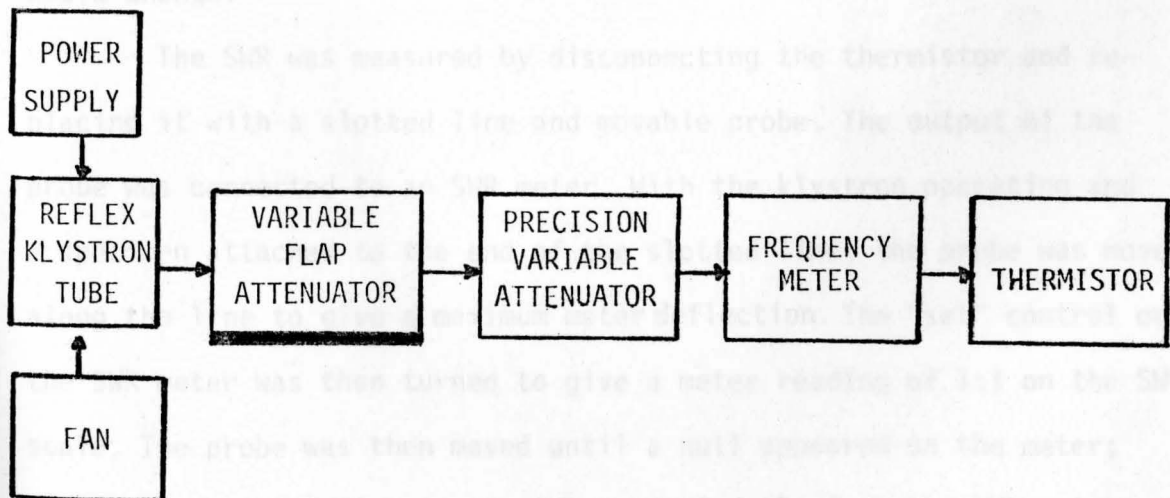 POWER
SUPPLY
REFLEX
KLYSTRON
TUBE
FAN
VARIABLE
FLAP
ATTENUATOR
PRECISION
VARIABLE
ATTENUATOR
FREQUENCY
METER
THERMISTOR
The SWR was measured by disconnecting the thermistor and re-
placing it with a slotted line and movable probe. The output of the
probe was connected to an SWR meter. With the klystron operating and
attached to the end of the slotted the probe was move
along the line to give a maximum meter deflection. The "set" control
the SWR meter was then turned to give a meter reading of 1:1 on the SW
scale. The probe was then moved until a null appeared on the meter;